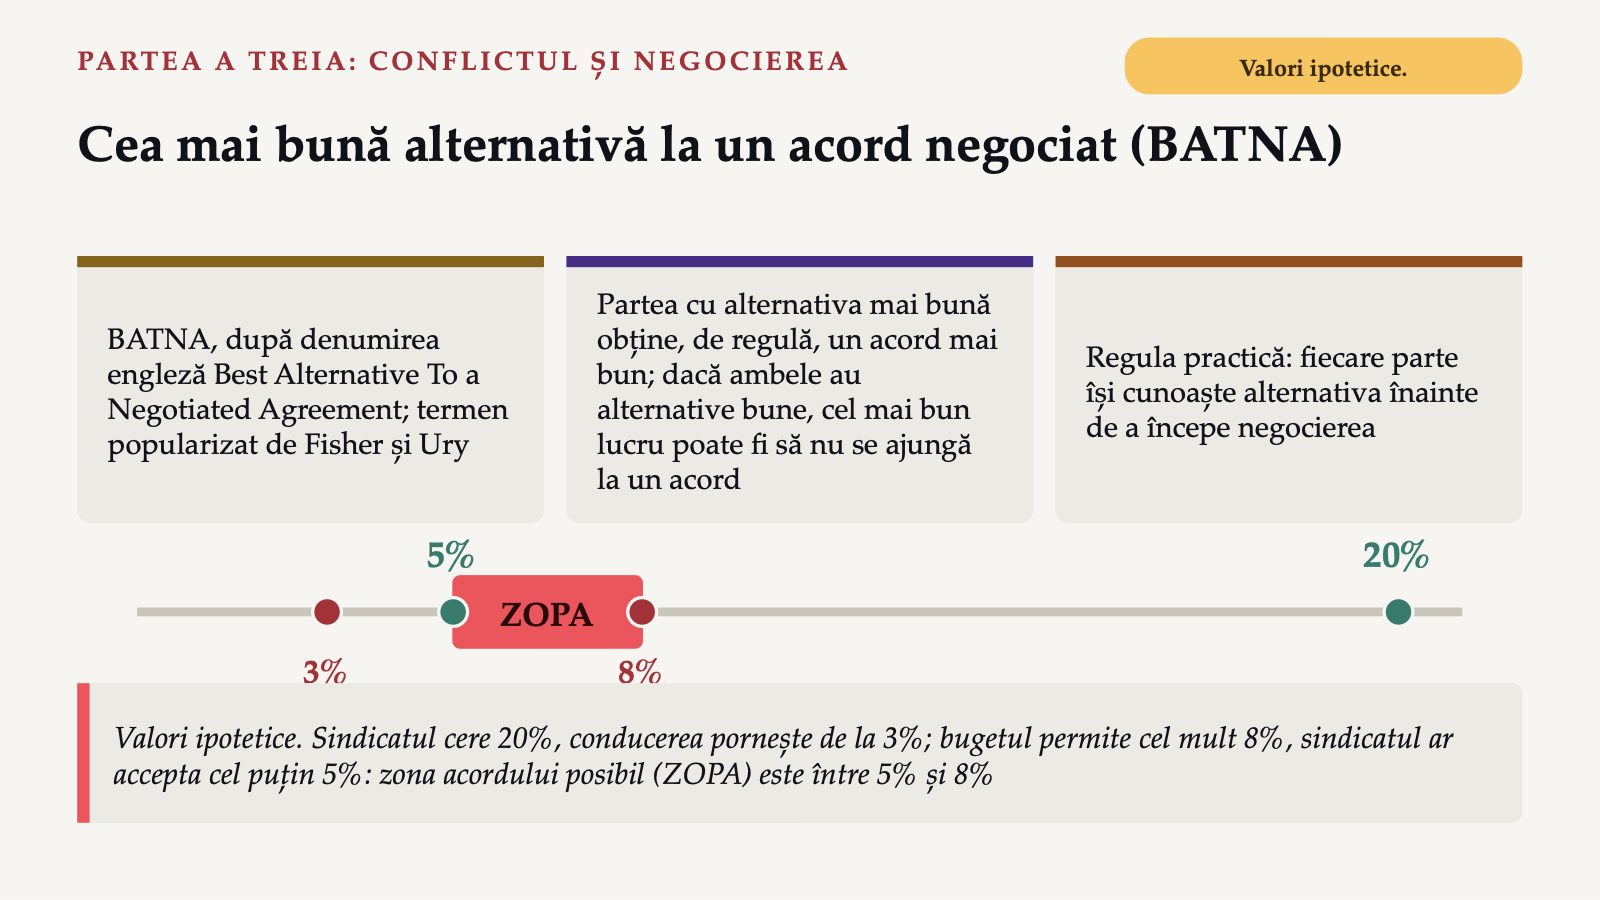 PARTEA A TREIA: CONFLICTUL ȘI NEGOCIEREA
Valori ipotetice.
Cea mai bună alternativă la un acord negociat (BATNA)
BATNA, după denumirea
engleză Best Alternative To a
Negotiated Agreement; termen
popularizat de Fisher și Ury
Partea cu alternativa mai bună
obține, de regulă, un acord mai
bun; dacă ambele au
alternative bune, cel mai bun
lucru poate fi să nu se ajungă
la un acord
Regula practică: fiecare parte
își cunoaște alternativa înainte
de a începe negocierea
5%
20%
ZOPA
3%
8%
Valori ipotetice. Sindicatul cere 20%, conducerea pornește de la 3%; bugetul permite cel mult 8%, sindicatul ar
accepta cel puțin 5%: zona acordului posibil (ZOPA) este între 5% și 8%